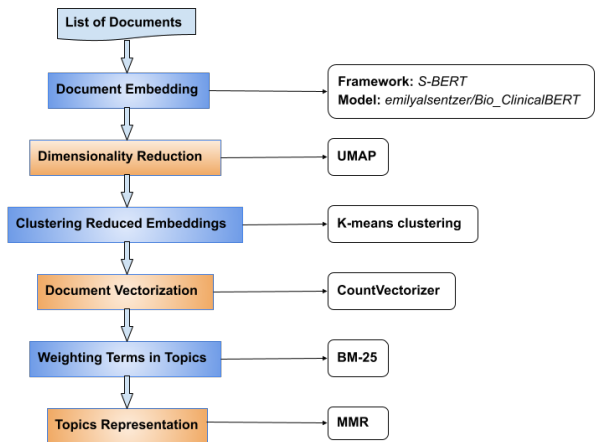 List of Documents
Document Embedding
Framework: S-BERT
Model: emilyalsentzer/Bio_ClinicalBERT
Dimensionality Reduction
UMAP
Clustering Reduced Embeddings
K-means clustering
Document Vectorization
CountVectorizer
Weighting Terms in Topics
BM-25
Topics Representation
MMR